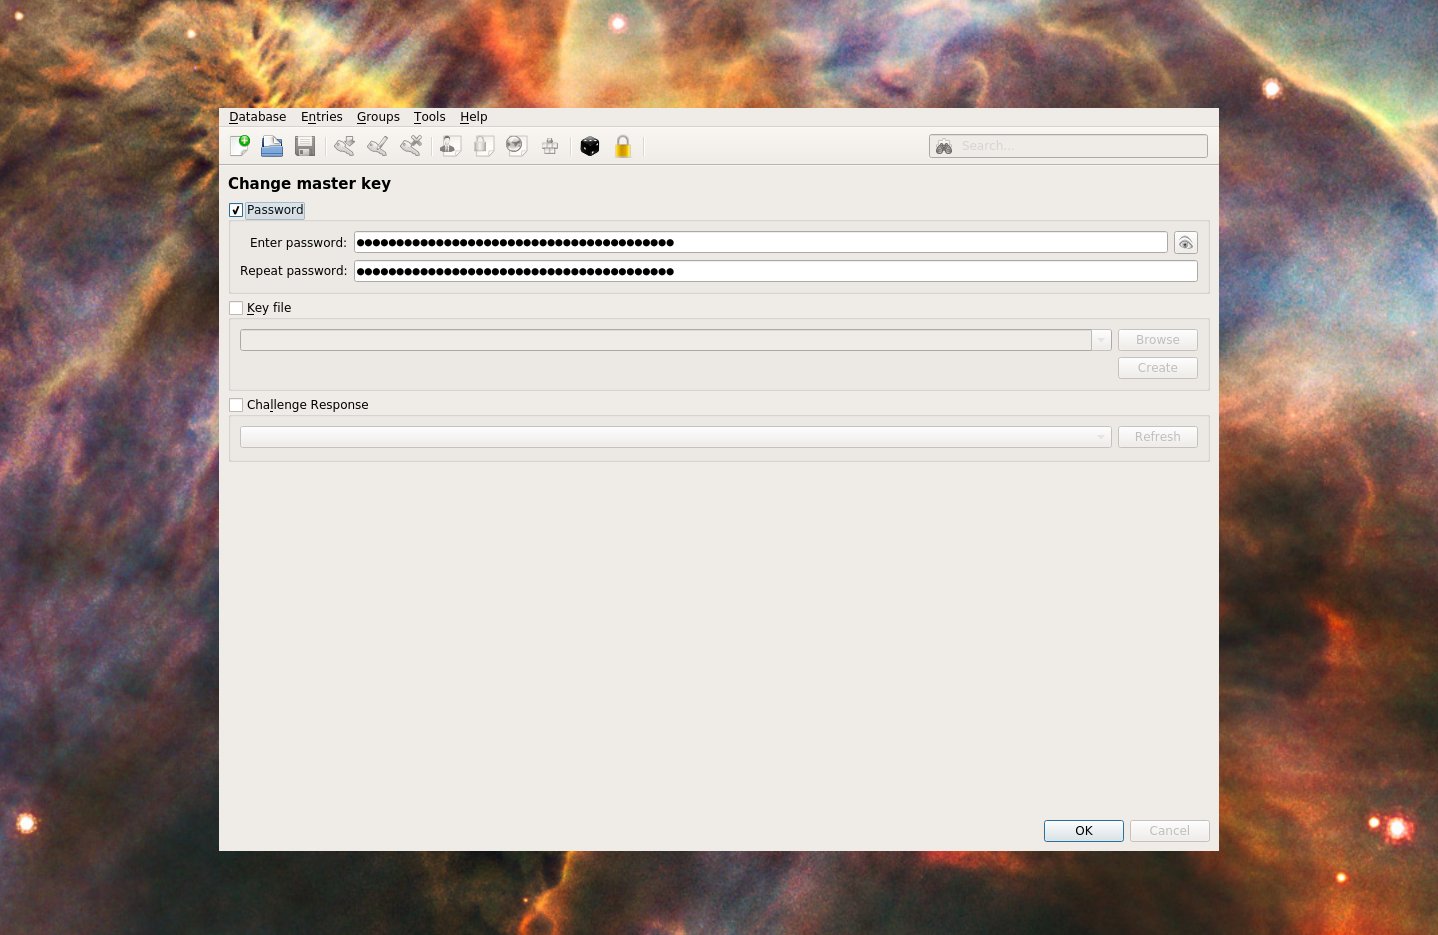 Database Entries Groups Tools Help
Search...
Change master key
Password
Enter password: ●●●●●●●●●●●●●●●●●●●●●●●●●●●●●●●●●●●●●●●●
Repeat password: ●●●●●●●●●●●●●●●●●●●●●●●●●●●●●●●●●●●●●●●●
Key file
Browse
Create
Challenge Response
Refresh
OK Cancel